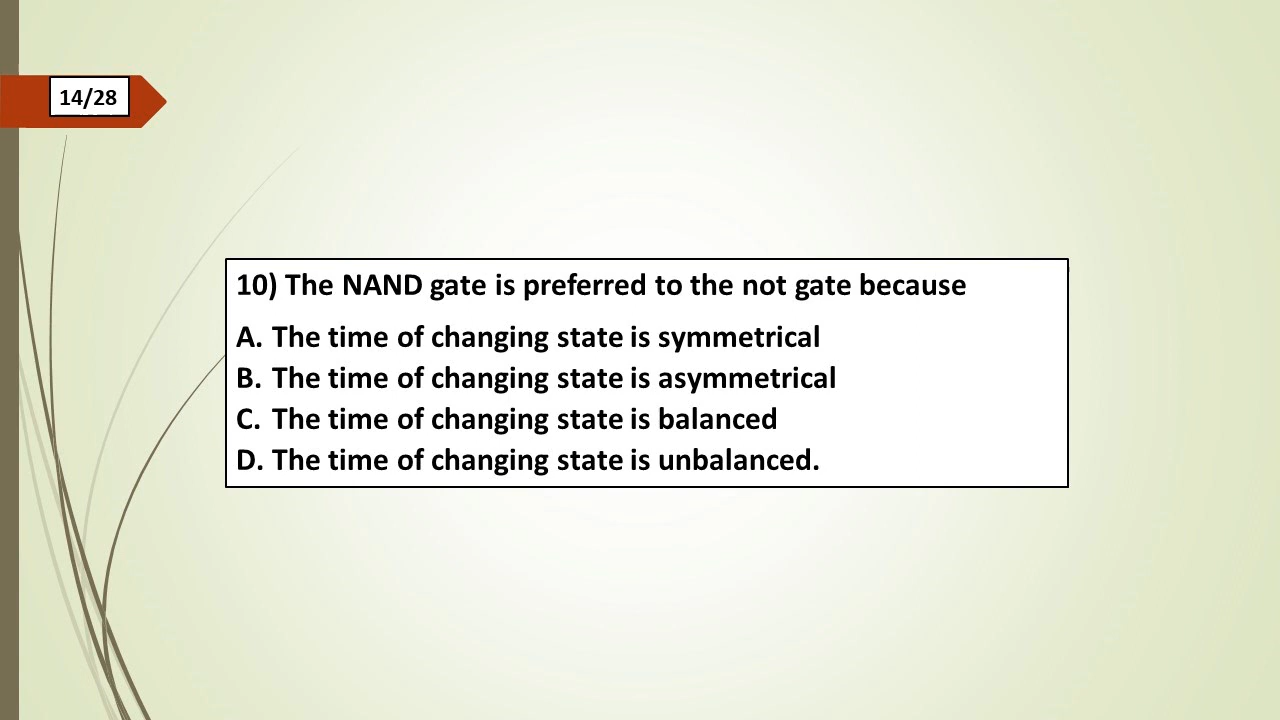 14/28
10) The NAND gate is preferred to the not gate because
A. The time of changing state is symmetrical
B. The time of changing state is asymmetrical
C. The time of changing state is balanced
D. The time of changing state is unbalanced.